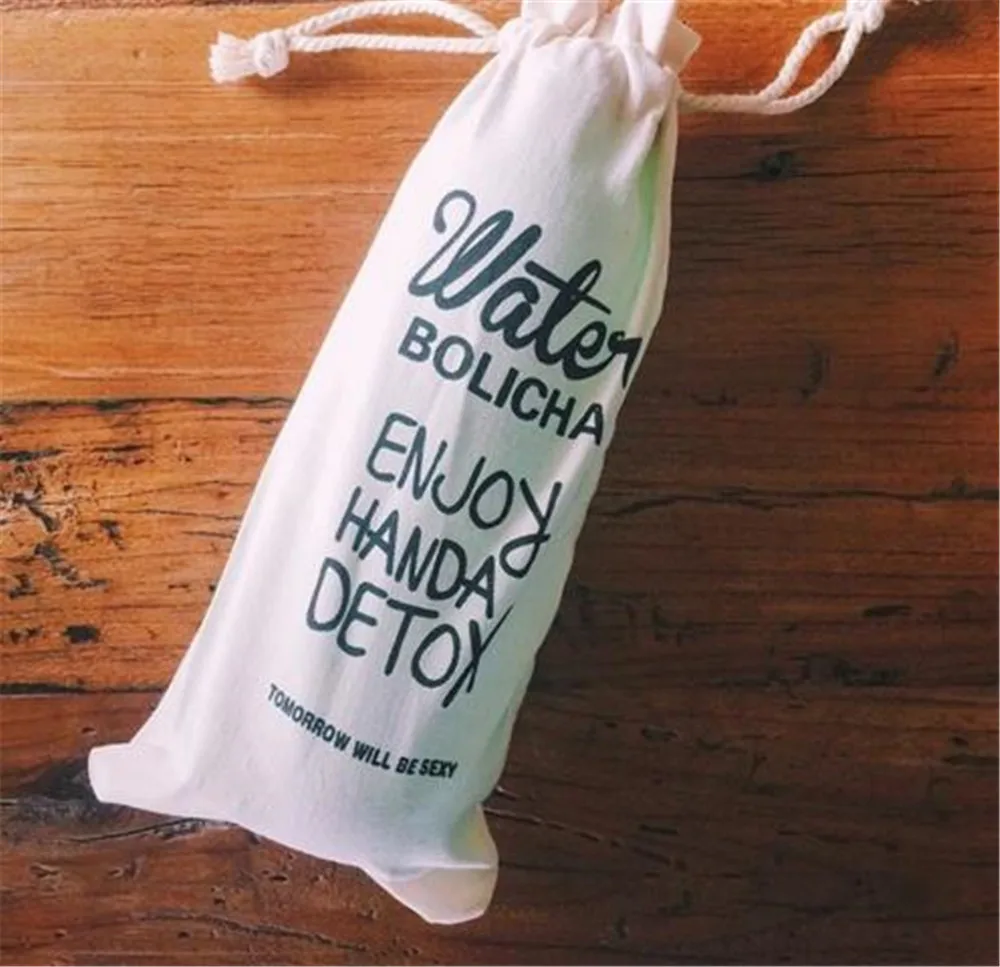 Water
BOLICHA
ENJOY
HANDA
DETOX
TOMORROW WILL BE SEXY